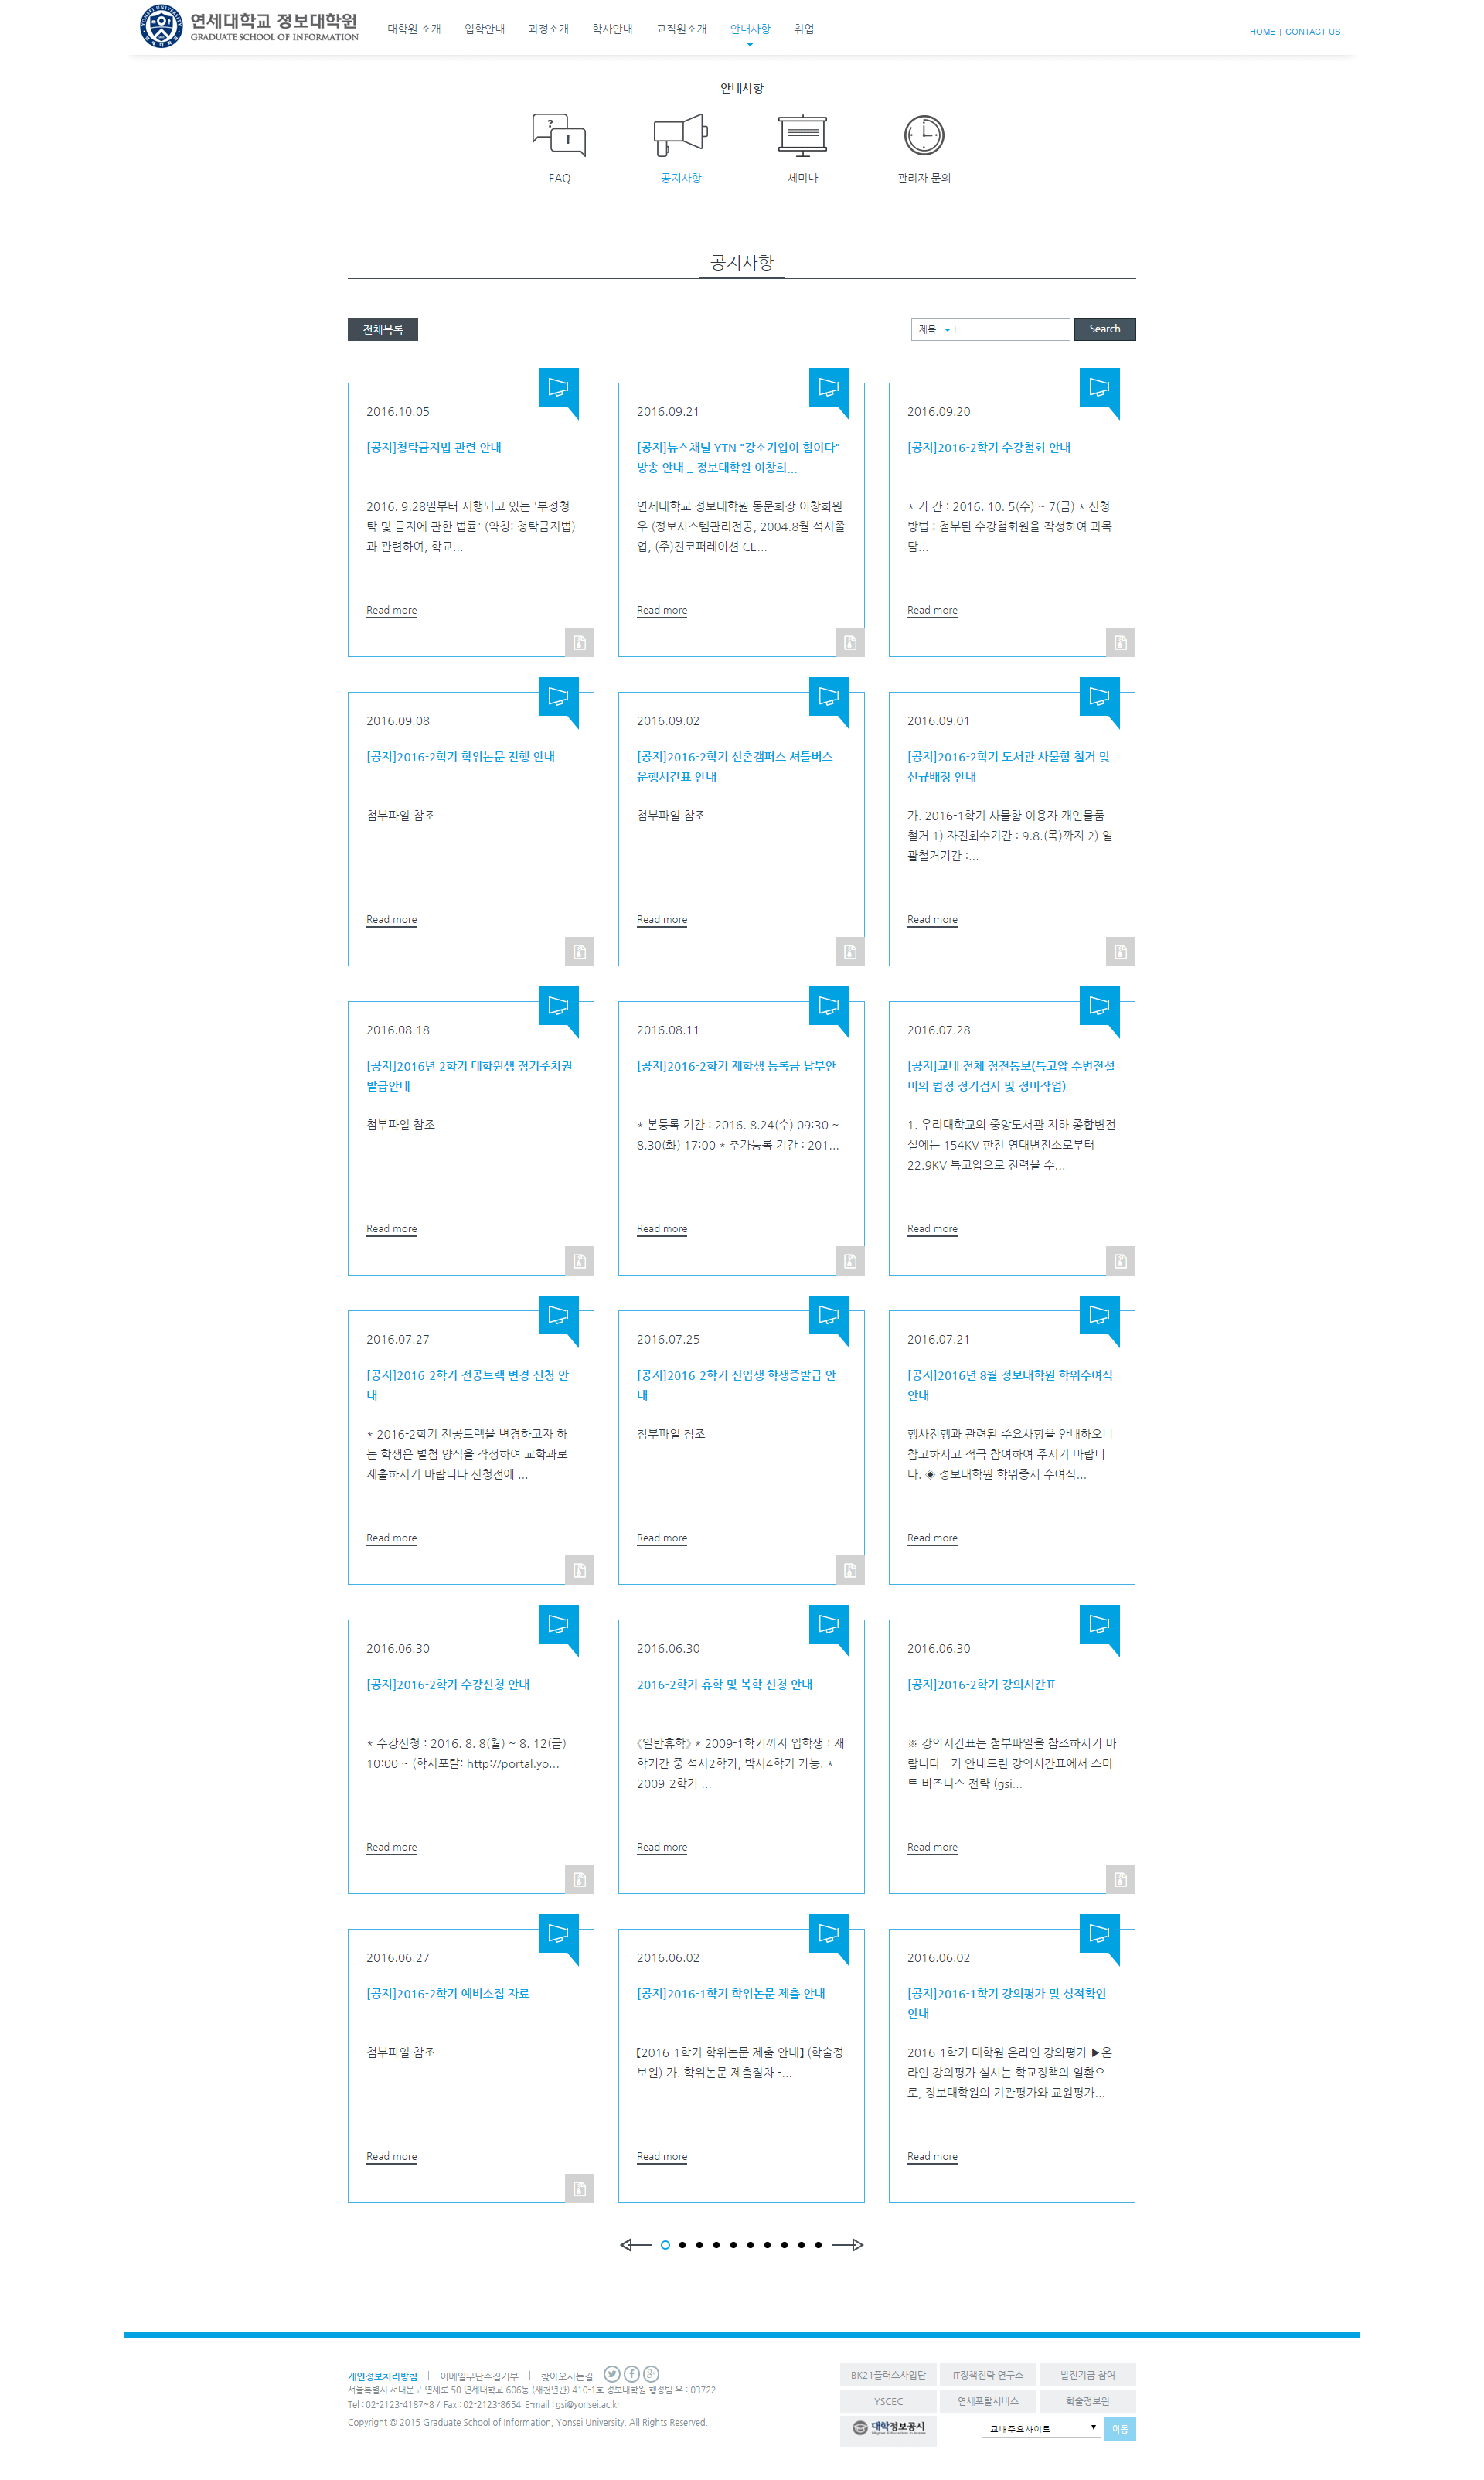 연세대학교 정보대학원
GRADUATE SCHOOL OF INFORMATION
대학원 소개 입학안내 과정소개 학사안내 교직원소개 안내사항 취업
HOME | CONTACT US
안내사항
FAQ 공지사항 세미나 관리자 문의
공지사항
전체목록
제목
Search
2016.10.05
[공지]청탁금지법 관련 안내
2016. 9.28일부터 시행되고 있는 '부정청
탁 및 금지에 관한 법률' (약칭: 청탁금지법)
과 관련하여, 학교...
Read more
2016.09.21
[공지]뉴스채널 YTN "강소기업이 힘이다"
방송 안내 _ 정보대학원 이창희...
연세대학교 정보대학원 동문회장 이창희원
우 (정보시스템관리전공, 2004.8월 석사졸
업, (주)진코퍼레이션 CE...
Read more
2016.09.20
[공지]2016-2학기 수강철회 안내
* 기 간 : 2016. 10. 5(수) ~ 7(금) * 신청
방법 : 첨부된 수강철회원을 작성하여 과목
담...
Read more
2016.09.08
[공지]2016-2학기 학위논문 진행 안내
첨부파일 참조
Read more
2016.09.02
[공지]2016-2학기 신촌캠퍼스 셔틀버스
운행시간표 안내
첨부파일 참조
Read more
2016.09.01
[공지]2016-2학기 도서관 사물함 철거 및
신규배정 안내
가. 2016-1학기 사물함 이용자 개인물품
철거 1) 자진회수기간 : 9.8.(목)까지 2) 일
괄철거기간 :...
Read more
2016.08.18
[공지]2016년 2학기 대학원생 정기주차권
발급안내
첨부파일 참조
Read more
2016.08.11
[공지]2016-2학기 재학생 등록금 납부안
* 본등록 기간 : 2016. 8.24(수) 09:30 ~
8.30(화) 17:00 * 추가등록 기간 : 201...
Read more
2016.07.28
[공지]교내 전체 정전통보(특고압 수변전설
비의 법정 정기검사 및 정비작업)
1. 우리대학교의 중앙도서관 지하 종합변전
실에는 154KV 한전 연대변전소로부터
22.9KV 특고압으로 전력을 수...
Read more
2016.07.27
[공지]2016-2학기 전공트랙 변경 신청 안
내
* 2016-2학기 전공트랙을 변경하고자 하
는 학생은 별첨 양식을 작성하여 교학과로
제출하시기 바랍니다 신청전에 ...
Read more
2016.07.25
[공지]2016-2학기 신입생 학생증발급 안
내
첨부파일 참조
Read more
2016.07.21
[공지]2016년 8월 정보대학원 학위수여식
안내
행사진행과 관련된 주요사항을 안내하오니
참고하시고 적극 참여하여 주시기 바랍니
다. ◈ 정보대학원 학위증서 수여식...
Read more
2016.06.30
[공지]2016-2학기 수강신청 안내
* 수강신청 : 2016. 8. 8(월) ~ 8. 12(금)
10:00 ~ (학사포탈: http://portal.yo...
Read more
2016.06.30
2016-2학기 휴학 및 복학 신청 안내
《일반휴학》 * 2009-1학기까지 입학생 : 재
학기간 중 석사2학기, 박사4학기 가능. *
2009-2학기 ...
Read more
2016.06.30
[공지]2016-2학기 강의시간표
※ 강의시간표는 첨부파일을 참조하시기 바
랍니다 - 기 안내드린 강의시간표에서 스마
트 비즈니스 전략 (gsi...
Read more
2016.06.27
[공지]2016-2학기 예비소집 자료
첨부파일 참조
Read more
2016.06.02
[공지]2016-1학기 학위논문 제출 안내
【2016-1학기 학위논문 제출 안내】 (학술정
보원) 가. 학위논문 제출절차 -...
Read more
2016.06.02
[공지]2016-1학기 강의평가 및 성적확인
안내
2016-1학기 대학원 온라인 강의평가 ▶온
라인 강의평가 실시는 학교정책의 일환으
로, 정보대학원의 기관평가와 교원평가...
Read more
개인정보처리방침 | 이메일무단수집거부 | 찾아오시는길
서울특별시 서대문구 연세로 50 연세대학교 606동 (새천년관) 410-1호 정보대학원 행정팀 우 : 03722
Tel : 02-2123-4187~8 / Fax : 02-2123-8654 E-mail : gsi@yonsei.ac.kr
Copyright © 2015 Graduate School of Information, Yonsei University. All Rights Reserved.
BK21플러스사업단 IT정책전략 연구소 발전기금 참여
YSCEC 연세포탈서비스 학술정보원
대학정보공시
교내주요사이트
이동